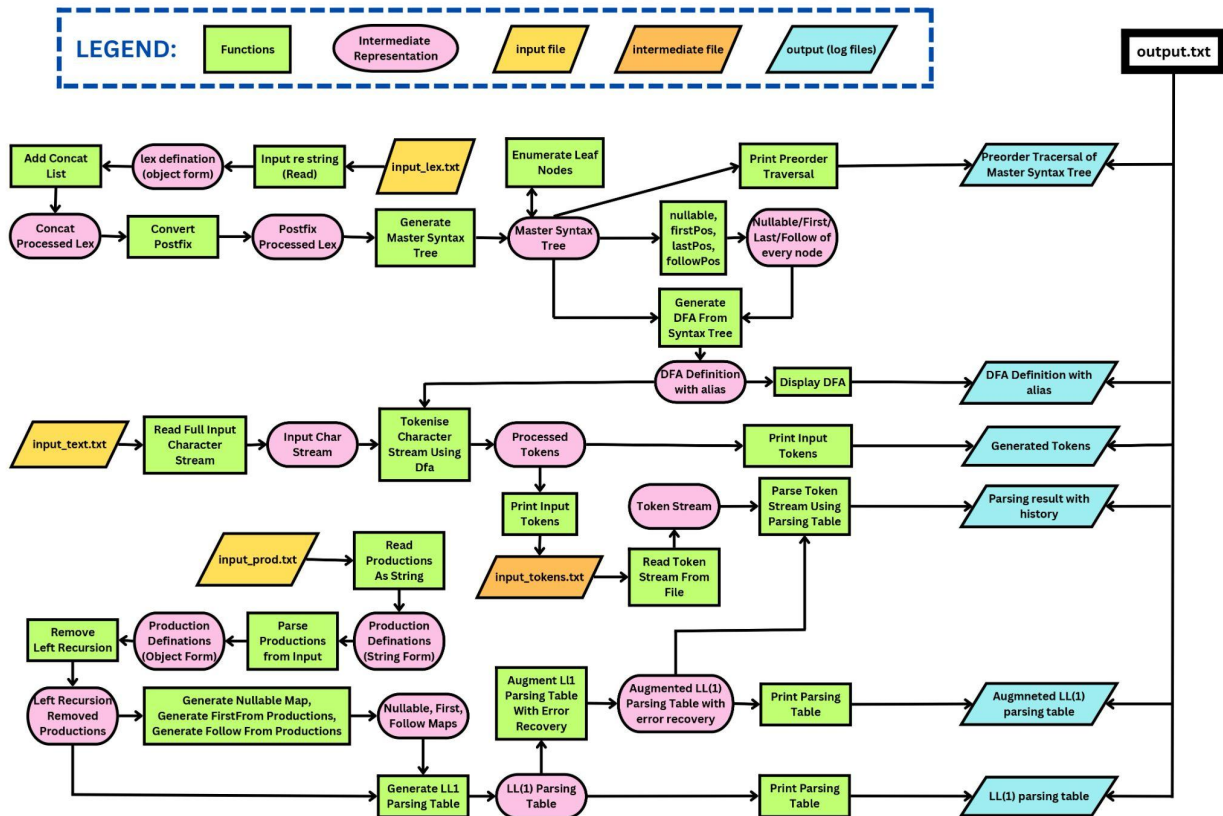 LEGEND:
Functions
Intermediate
Representation
input file
intermediate file
output (log files)
output.txt
Add Concat
List
lex defination
(object form)
Input re string
(Read)
input_lex.txt
Enumerate Leaf
Nodes
Print Preorder
Traversal
Preorder Tracersal of
Master Syntax Tree
Concat
Processed Lex
Convert
Postfix
Postfix
Processed Lex
Generate
Master Syntax
Tree
Master Syntax
Tree
nullable,
firstPos,
lastPos,
followPos
Nullable/First/
Last/Follow of
every node
Generate
DFA From
Syntax Tree
DFA Definition
with alias
Display DFA
DFA Definition with
alias
input_text.txt
Read Full Input
Character
Stream
Input Char
Stream
Tokenise
Character
Stream Using
Dfa
Processed
Tokens
Print Input
Tokens
Generated Tokens
Print Input
Tokens
Token Stream
Parse Token
Stream Using
Parsing Table
Parsing result with
history
input_prod.txt
Read
Productions
As String
input_tokens.txt
Read Token
Stream From
File
Remove
Left Recursion
Production
Definations
(Object Form)
Parse
Productions
from Input
Production
Definations
(String Form)
Left Recursion
Removed
Productions
Generate Nullable Map,
Generate FirstFrom Productions,
Generate Follow From Productions
Nullable, First,
Follow Maps
Augment Ll1
Parsing Table
With Error
Recovery
Augmented LL(1)
Parsing Table with
error recovery
Print Parsing
Table
Augmneted LL(1)
parsing table
Generate LL1
Parsing Table
LL(1) Parsing
Table
Print Parsing
Table
LL(1) parsing table